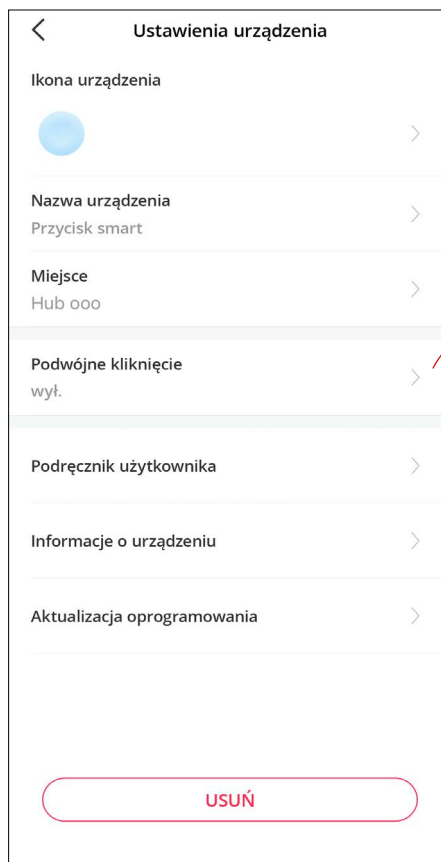 Ustawienia urządzenia
Ikona urządzenia
Nazwa urządzenia
Przycisk smart
Miejsce
Hub ooo
Podwójne kliknięcie
wył.
Podręcznik użytkownika
Informacje o urządzeniu
Aktualizacja oprogramowania
USUŃ